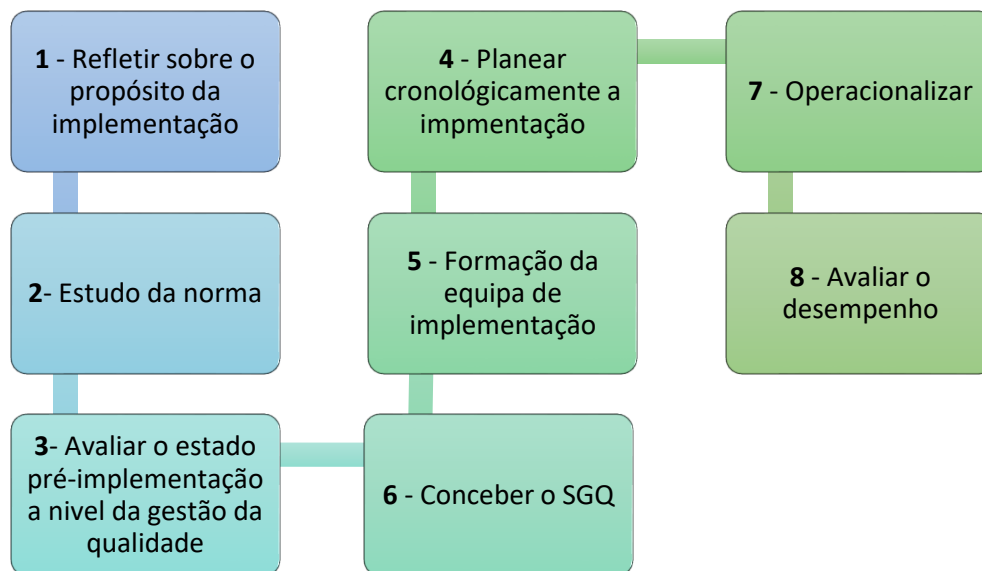 1 - Refletir sobre o
propósito da
implementação
2- Estudo da norma
3- Avaliar o estado
pré-implementação
a nivel da gestão da
qualidade
4 - Planear
cronológicamente a
impmentação
5 - Formação da
equipa de
implementação
6 - Conceber o SGQ
7 - Operacionalizar
8 - Avaliar o
desempenho